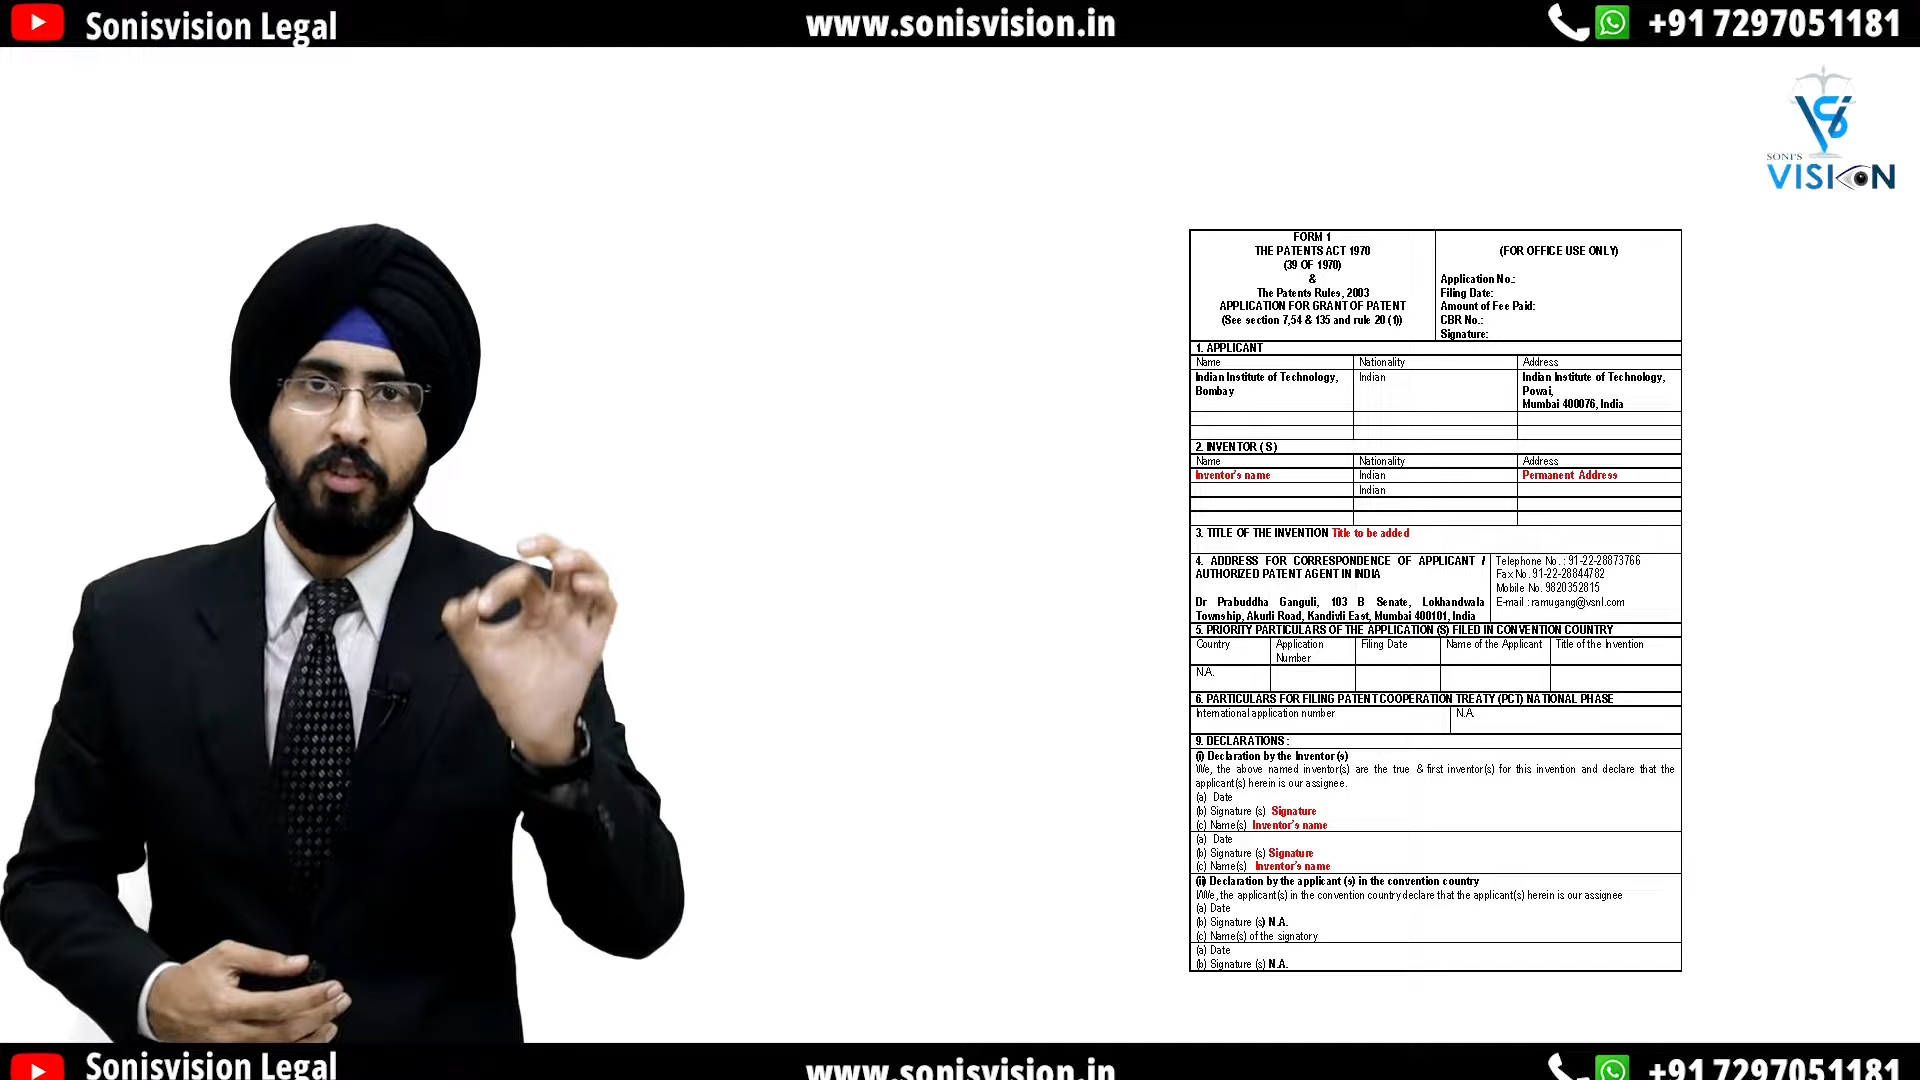 Sonisvision Legal
www.sonisvision.in
+91 7297051181
VSi
SONI'S
VISION
FORM 1
THE PATENTS ACT 1970
(39 OF 1970)
&
The Patents Rules, 2003
APPLICATION FOR GRANT OF PATENT
(See section 7,54 & 135 and rule 20 (1))
(FOR OFFICE USE ONLY)
Application No.:
Filing Date:
Amount of Fee Paid:
CBR No.:
Signature:
1. APPLICANT
Name Nationality Address
Indian Institute of Technology, Indian Indian Institute of Technology,
Bombay Powai,
Mumbai 400076, India
2. INVENTOR ( S)
Name Nationality Address
Inventor's name Indian Permanent Address
Indian
3. TITLE OF THE INVENTION Title to be added
4. ADDRESS FOR CORRESPONDENCE OF APPLICANT /
AUTHORIZED PATENT AGENT IN INDIA
Dr Prabuddha Ganguli, 103 B Senate, Lokhandwala
Township, Akurli Road, Kandivli East, Mumbai 400101, India
Telephone No. : 91-22-28873766
Fax No. 91-22-28844782
Mobile No. 9820352815
E-mail : ramugang@vsnl.com
5. PRIORITY PARTICULARS OF THE APPLICATION (S) FILED IN CONVENTION COUNTRY
Country Application Filing Date Name of the Applicant Title of the Invention
Number
N.A.
6. PARTICULARS FOR FILING PATENT COOPERATION TREATY (PCT) NATIONAL PHASE
International application number N.A.
9. DECLARATIONS :
(i) Declaration by the Inventor(s)
We, the above named inventor(s) are the true & first inventor(s) for this invention and declare that the
applicant(s) herein is our assignee.
(a) Date
(b) Signature (s) Signature
(c) Name(s) Inventor's name
(a) Date
(b) Signature (s) Signature
(c) Name(s) Inventor's name
(ii) Declaration by the applicant (s) in the convention country
I/We, the applicant(s) in the convention country declare that the applicant(s) herein is our assignee
(a) Date
(b) Signature (s) N.A.
(c) Name(s) of the signatory
(a) Date
(b) Signature (s) N.A.
Sonisvision Legal
www.sonisvision.in
+91 7297051181